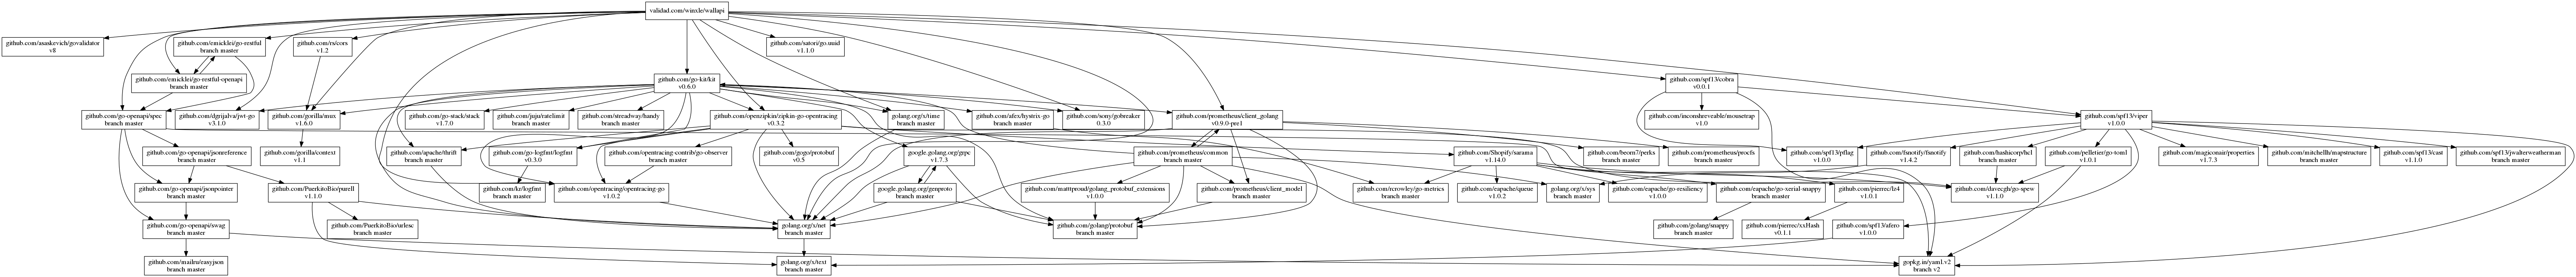 validad.com/winxle/wallapi
github.com/asaskevich/govalidator
v8
github.com/emicklei/go-restful
branch master
github.com/rs/cors
v1.2
github.com/satori/go.uuid
v1.1.0
github.com/emicklei/go-restful-openapi
branch master
github.com/go-kit/kit
v0.6.0
github.com/spf13/cobra
v0.0.1
github.com/go-openapi/spec
branch master
github.com/dgrijalva/jwt-go
v3.1.0
github.com/gorilla/mux
v1.6.0
github.com/go-stack/stack
v1.7.0
github.com/juju/ratelimit
branch master
github.com/streadway/handy
branch master
github.com/openzipkin/zipkin-go-opentracing
v0.3.2
golang.org/x/time
branch master
github.com/afex/hystrix-go
branch master
github.com/sony/gobreaker
0.3.0
github.com/prometheus/client_golang
v0.9.0-pre1
github.com/inconshreveable/mousetrap
v1.0
github.com/spf13/viper
v1.0.0
github.com/go-openapi/jsonreference
branch master
github.com/gorilla/context
v1.1
github.com/apache/thrift
branch master
github.com/go-logfmt/logfmt
v0.3.0
github.com/opentracing-contrib/go-observer
branch master
github.com/gogo/protobuf
v0.5
google.golang.org/grpc
v1.7.3
github.com/prometheus/common
branch master
github.com/Shopify/sarama
v1.14.0
github.com/beorn7/perks
branch master
github.com/prometheus/procfs
branch master
github.com/spf13/pflag
v1.0.0
github.com/fsnotify/fsnotify
v1.4.2
github.com/hashicorp/hcl
branch master
github.com/pelletier/go-toml
v1.0.1
github.com/magiconair/properties
v1.7.3
github.com/mitchellh/mapstructure
branch master
github.com/spf13/cast
v1.1.0
github.com/spf13/jwalterweatherman
branch master
github.com/go-openapi/jsonpointer
branch master
github.com/PuerkitoBio/purell
v1.1.0
github.com/kr/logfmt
branch master
github.com/opentracing/opentracing-go
v1.0.2
google.golang.org/genproto
branch master
github.com/matttproud/golang_protobuf_extensions
v1.0.0
github.com/prometheus/client_model
branch master
github.com/rcrowley/go-metrics
branch master
github.com/eapache/queue
v1.0.2
golang.org/x/sys
branch master
github.com/eapache/go-resiliency
v1.0.0
github.com/eapache/go-xerial-snappy
branch master
github.com/pierrec/lz4
v1.0.1
github.com/davecgh/go-spew
v1.1.0
github.com/go-openapi/swag
branch master
github.com/PuerkitoBio/urlesc
branch master
golang.org/x/net
branch master
github.com/golang/protobuf
branch master
github.com/golang/snappy
branch master
github.com/pierrec/xxHash
v0.1.1
github.com/spf13/afero
v1.0.0
github.com/mailru/easyjson
branch master
golang.org/x/text
branch master
gopkg.in/yaml.v2
branch v2